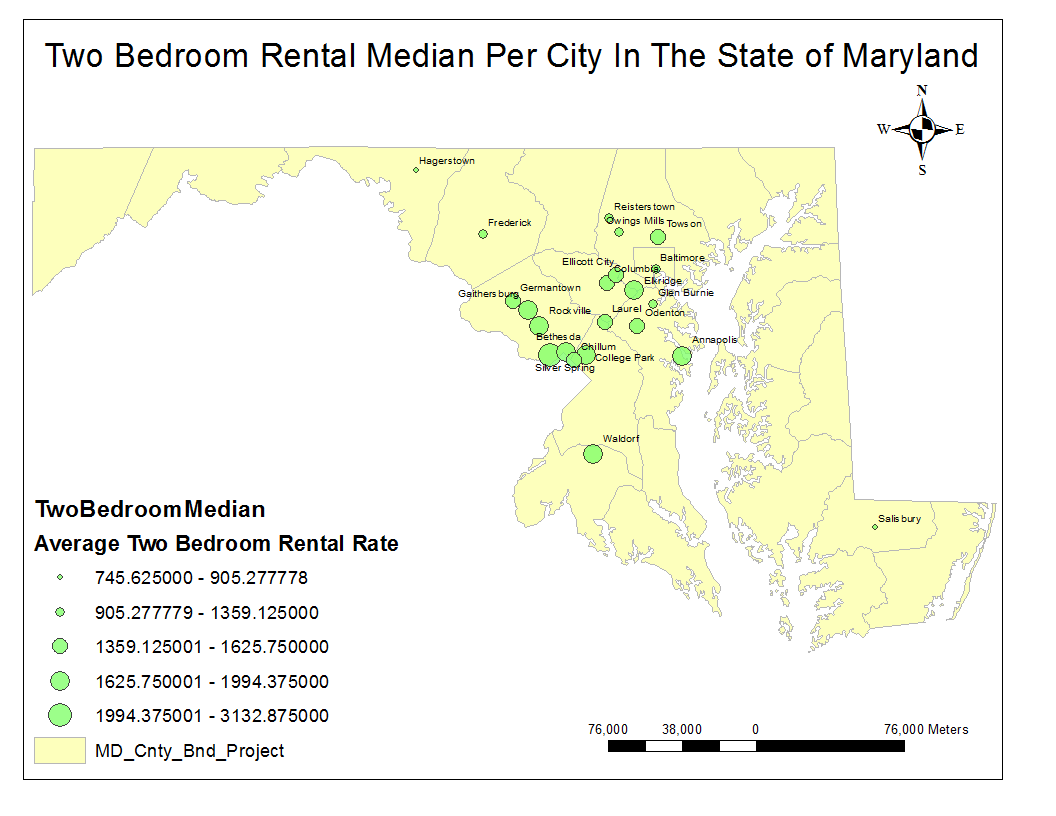 Two Bedroom Rental Median Per City In The State of Maryland
N
W E
S
Hagerstown
Reisterstown
Frederick
Owings Mills
Towson
Ellicott City
Baltimore
Columbia
Elkridge
Gaithersburg
Germantown
Glen Burnie
Rockville
Laurel
Odenton
Bethesda
Annapolis
Chillum
College Park
Silver Spring
Waldorf
Salisbury
TwoBedroomMedian
Average Two Bedroom Rental Rate
745.625000 - 905.277778
905.277779 - 1359.125000
1359.125001 - 1625.750000
1625.750001 - 1994.375000
1994.375001 - 3132.875000
MD_Cnty_Bnd_Project
76,000 38,000 0 76,000 Meters